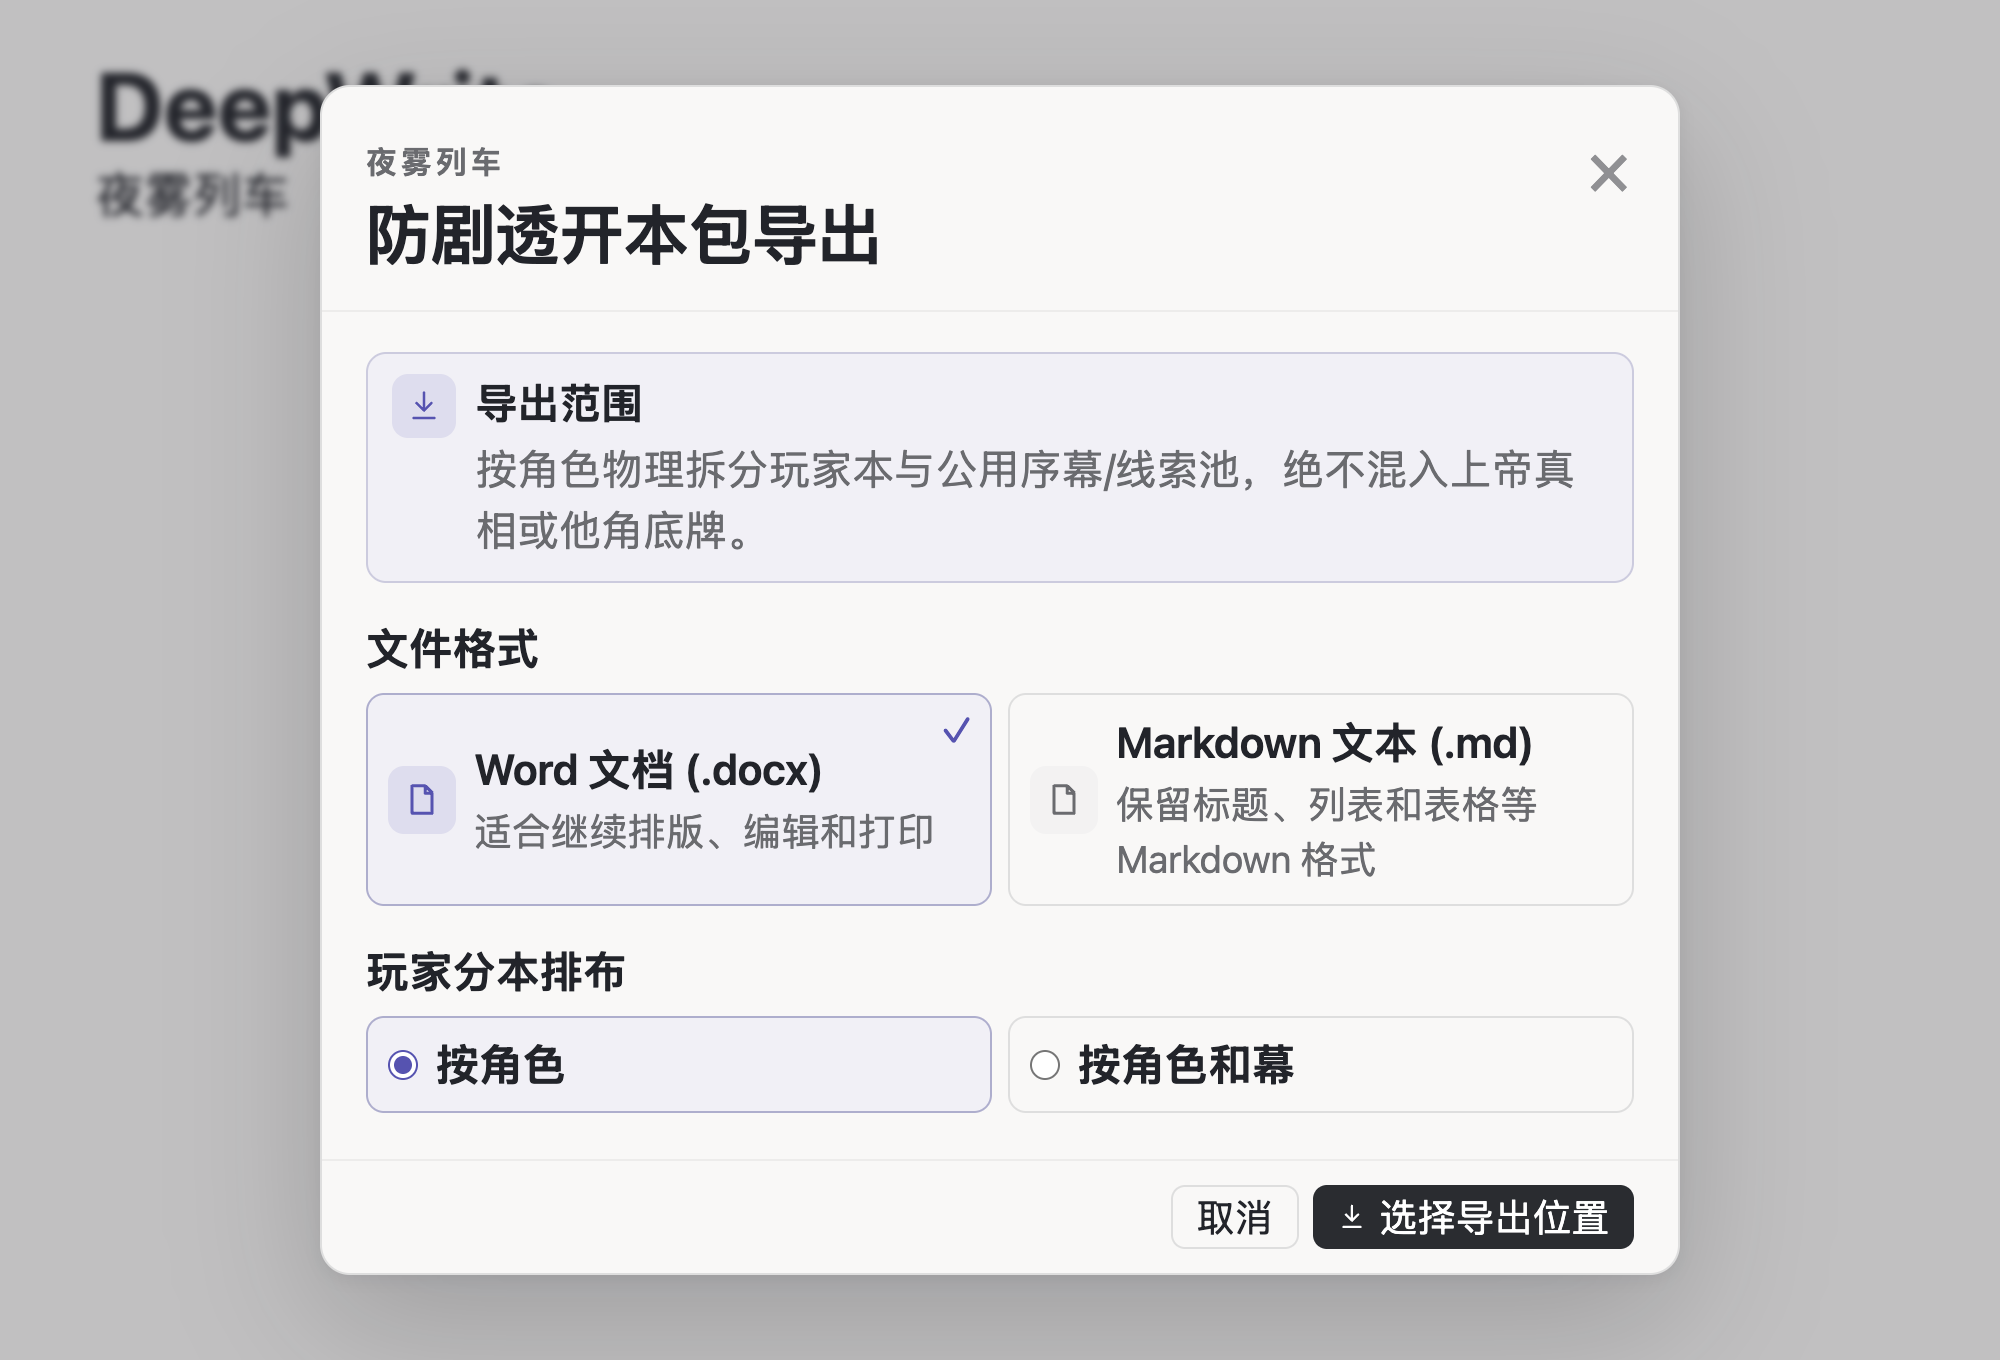 Deep
夜雾列车
夜雾列车
防剧透开本包导出
导出范围
按角色物理拆分玩家本与公用序幕/线索池，绝不混入上帝真
相或他角底牌。
文件格式
Word 文档 (.docx)
适合继续排版、编辑和打印
Markdown 文本 (.md)
保留标题、列表和表格等
Markdown 格式
玩家分本排布
按角色
按角色和幕
取消
选择导出位置